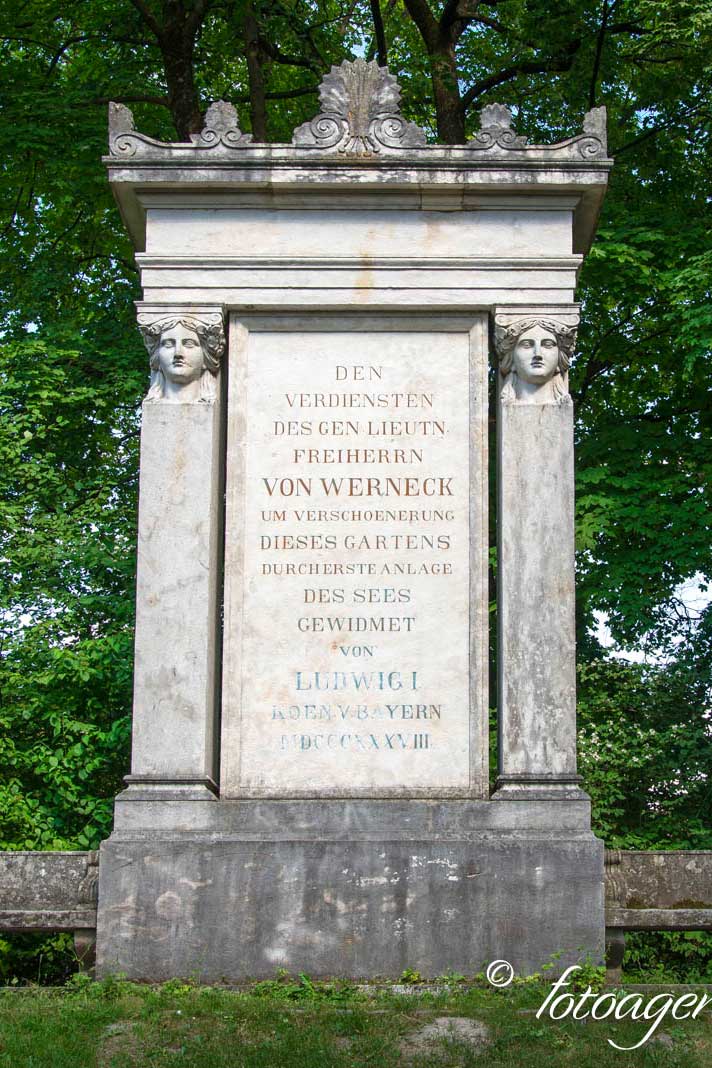 DEN
VERDIENSTEN
DES GEN LIEUTN.
FREIHERRN
VON WERNECK
UM VERSCHOENERUNG
DIESES GARTENS
DURCH ERSTE ANLAGE
DES SEES
GEWIDMET
VON
LUDWIG I
KOEN. V. BAYERN
MDCCCXXXVIII.
© fotoager